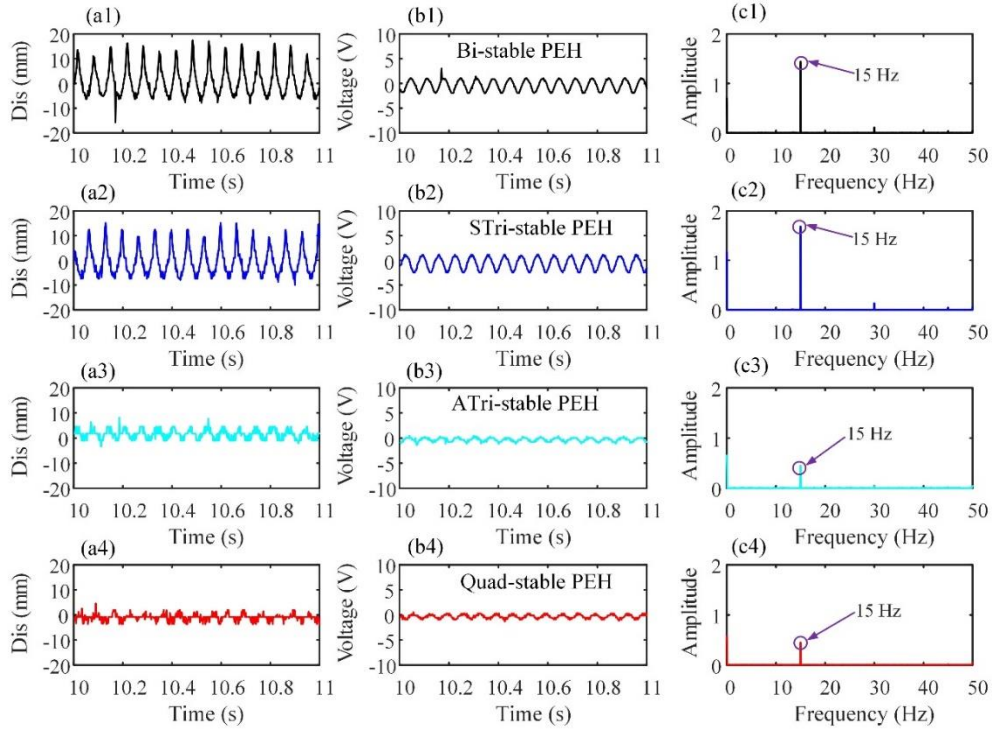 (a1) (b1) (c1)
20 10 2
Bi-stable PEH
10 5
15 Hz
0 0 1
-10 -5
-20 -10 0
10 10.2 10.4 10.6 10.8 11 10 10.2 10.4 10.6 10.8 11 0 10 20 30 40 50
Dis (mm) Voltage (V) Amplitude
Time (s) Time (s) Frequency (Hz)
(a2) (b2) (c2)
20 10 2
STri-stable PEH
10 5
15 Hz
0 0 1
-10 -5
-20 -10 0
10 10.2 10.4 10.6 10.8 11 10 10.2 10.4 10.6 10.8 11 0 10 20 30 40 50
Dis (mm) Voltage (V) Amplitude
Time (s) Time (s) Frequency (Hz)
(a3) (b3) (c3)
20 10 2
ATri-stable PEH
10 5
15 Hz
0 0 1
-10 -5
-20 -10 0
10 10.2 10.4 10.6 10.8 11 10 10.2 10.4 10.6 10.8 11 0 10 20 30 40 50
Dis (mm) Voltage (V) Amplitude
Time (s) Time (s) Frequency (Hz)
(a4) (b4) (c4)
20 10 2
Quad-stable PEH
10 5
15 Hz
0 0 1
-10 -5
-20 -10 0
10 10.2 10.4 10.6 10.8 11 10 10.2 10.4 10.6 10.8 11 0 10 20 30 40 50
Dis (mm) Voltage (V) Amplitude
Time (s) Time (s) Frequency (Hz)